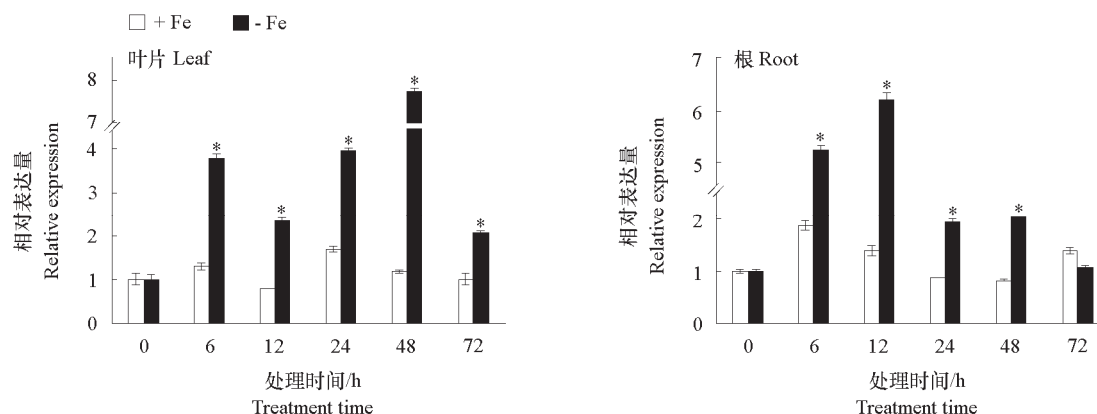 + Fe - Fe
叶片 Leaf
8
7
4
3
2
1
0
相对表达量
Relative expression
* * * * *
0 6 12 24 48 72
处理时间/h
Treatment time
根 Root
7
6
5
2
1
0
相对表达量
Relative expression
* * * *
0 6 12 24 48 72
处理时间/h
Treatment time